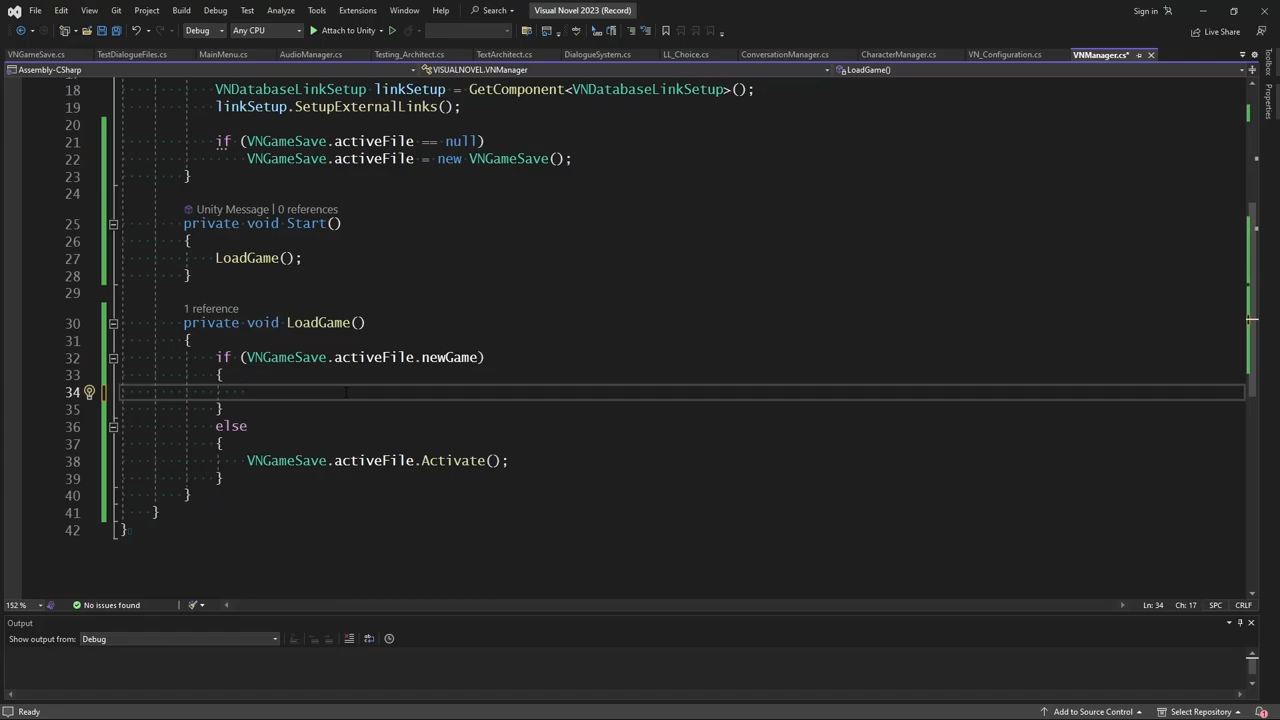 File Edit View Git Project Build Debug Test Analyze Tools Extensions Window Help Search Visual Novel 2023 (Record) Sign in
Debug Any CPU Attach to Unity Live Share
VNGameSave.cs TestDialogueFiles.cs MainMenu.cs AudioManager.cs Testing_Architect.cs TextArchitect.cs DialogueSystem.cs LL_Choice.cs ConversationManager.cs CharacterManager.cs VN_Configuration.cs VNManager.cs*
Assembly-CSharp VISUALNOVEL.VNManager LoadGame()
18 VNDatabaseLinkSetup linkSetup = GetComponent<VNDatabaseLinkSetup>();
19 linkSetup.SetupExternalLinks();
20
21 if (VNGameSave.activeFile == null)
22 VNGameSave.activeFile = new VNGameSave();
23 }
24
Unity Message | 0 references
25 private void Start()
26 {
27 LoadGame();
28 }
29
1 reference
30 private void LoadGame()
31 {
32 if (VNGameSave.activeFile.newGame)
33 {
34
35 }
36 else
37 {
38 VNGameSave.activeFile.Activate();
39 }
40 }
41 }
42 }
152 % No issues found Ln: 34 Ch: 17 SPC CRLF
Output
Show output from: Debug
Ready Add to Source Control Select Repository 1
Toolbox
Properties